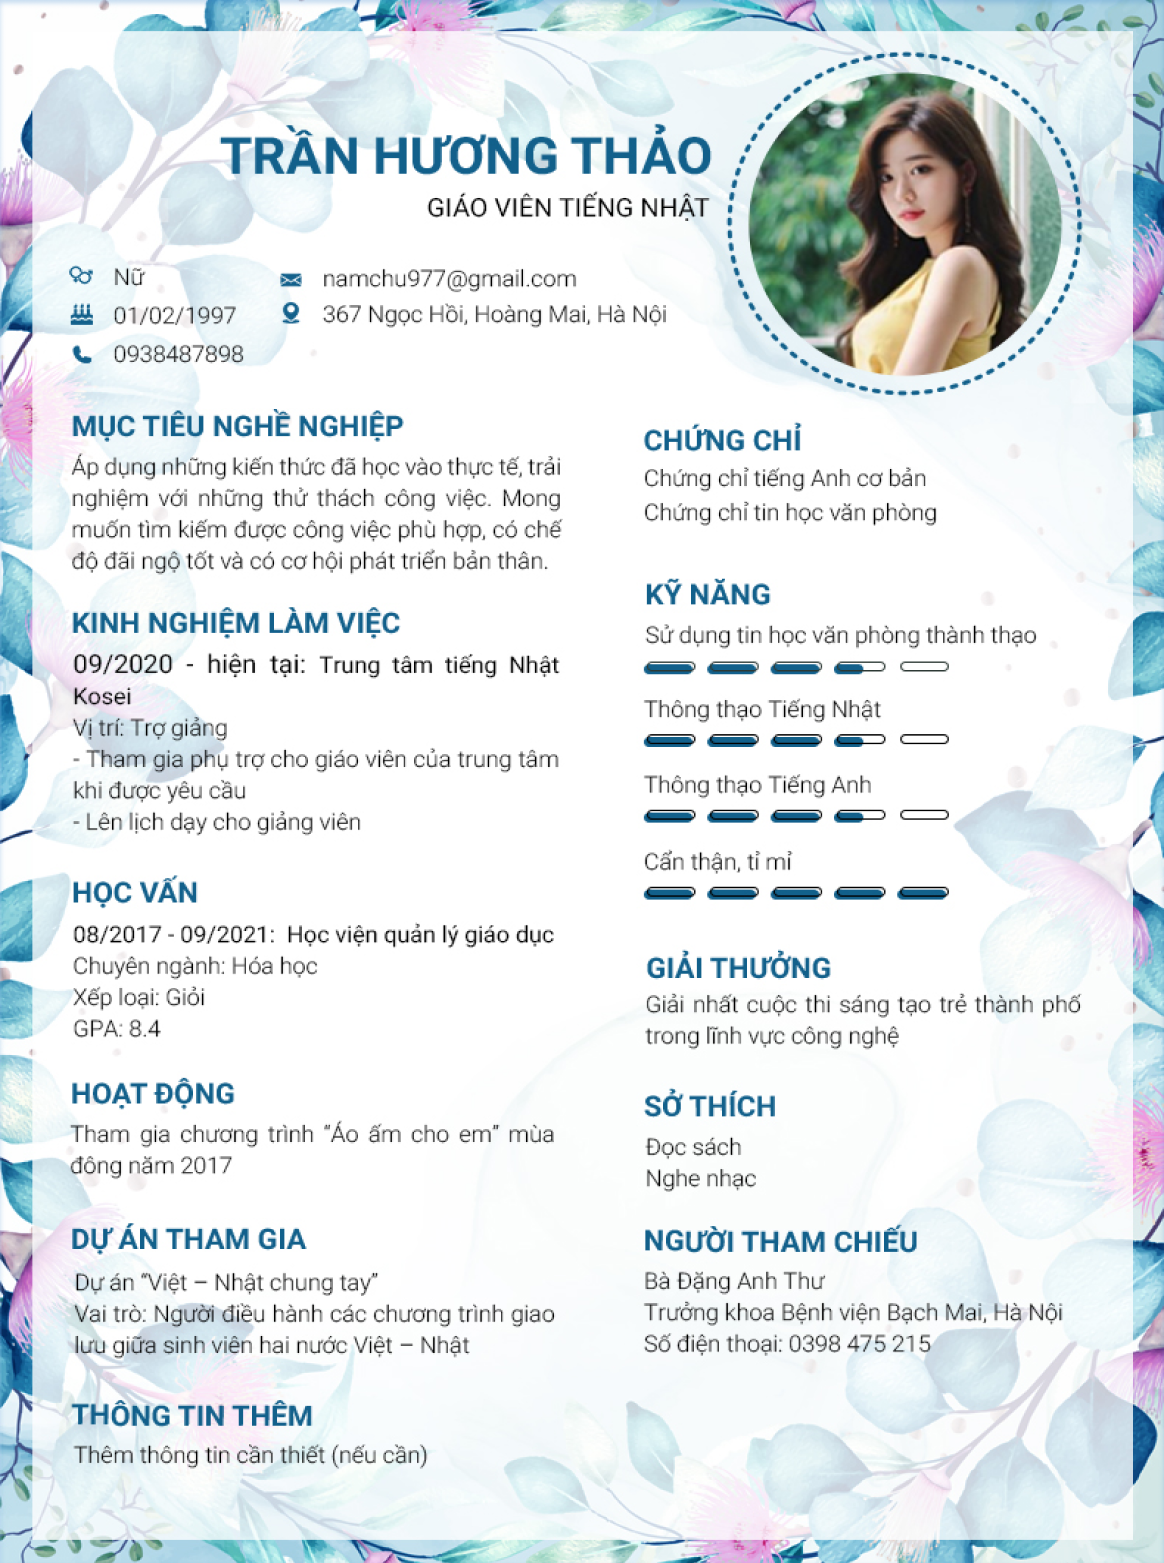 TRẦN HƯƠNG THẢO
GIÁO VIÊN TIẾNG NHẬT
Nữ
01/02/1997
0938487898
namchu977@gmail.com
367 Ngọc Hồi, Hoàng Mai, Hà Nội
MỤC TIÊU NGHỀ NGHIỆP
Áp dụng những kiến thức đã học vào thực tế, trải
nghiệm với những thử thách công việc. Mong
muốn tìm kiếm được công việc phù hợp, có chế
độ đãi ngộ tốt và có cơ hội phát triển bản thân.
KINH NGHIỆM LÀM VIỆC
09/2020 - hiện tại: Trung tâm tiếng Nhật
Kosei
Vị trí: Trợ giảng
- Tham gia phụ trợ cho giáo viên của trung tâm
khi được yêu cầu
- Lên lịch dạy cho giảng viên
HỌC VẤN
08/2017 - 09/2021: Học viện quản lý giáo dục
Chuyên ngành: Hóa học
Xếp loại: Giỏi
GPA: 8.4
HOẠT ĐỘNG
Tham gia chương trình “Áo ấm cho em” mùa
đông năm 2017
DỰ ÁN THAM GIA
Dự án “Việt – Nhật chung tay”
Vai trò: Người điều hành các chương trình giao
lưu giữa sinh viên hai nước Việt – Nhật
THÔNG TIN THÊM
Thêm thông tin cần thiết (nếu cần)
CHỨNG CHỈ
Chứng chỉ tiếng Anh cơ bản
Chứng chỉ tin học văn phòng
KỸ NĂNG
Sử dụng tin học văn phòng thành thạo
Thông thạo Tiếng Nhật
Thông thạo Tiếng Anh
Cẩn thận, tỉ mỉ
GIẢI THƯỞNG
Giải nhất cuộc thi sáng tạo trẻ thành phố
trong lĩnh vực công nghệ
SỞ THÍCH
Đọc sách
Nghe nhạc
NGƯỜI THAM CHIẾU
Bà Đặng Anh Thư
Trưởng khoa Bệnh viện Bạch Mai, Hà Nội
Số điện thoại: 0398 475 215